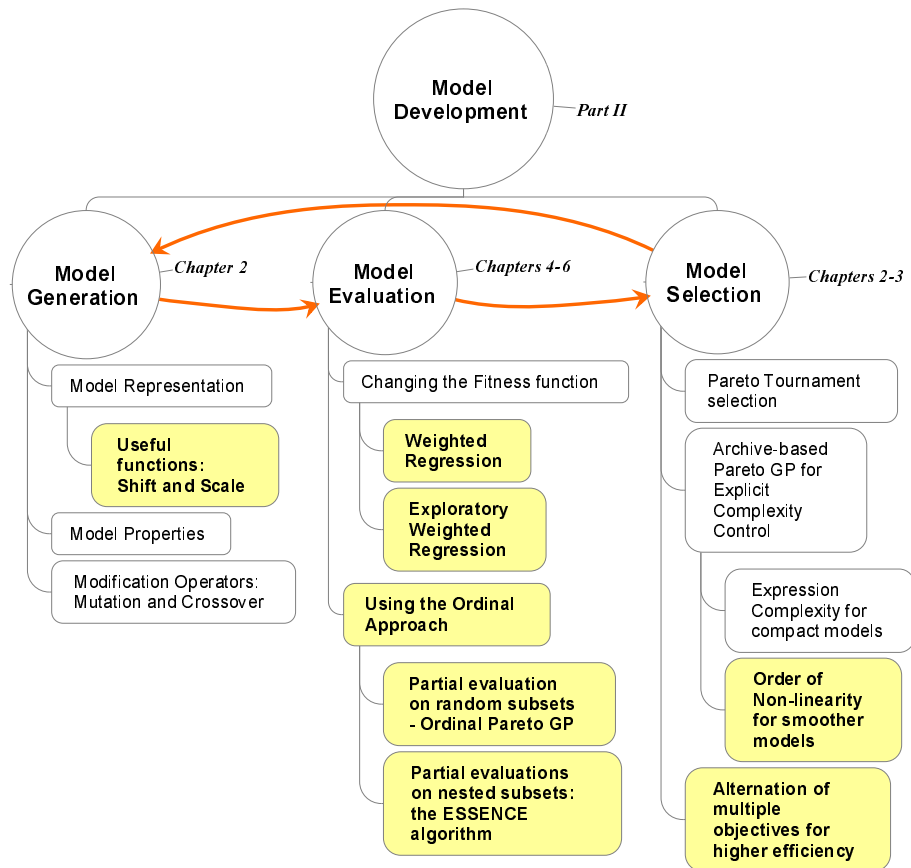 Model
Development
Part II
Model
Generation
Chapter 2
Model
Evaluation
Chapters 4-6
Model
Selection
Chapters 2-3
Model Representation
Useful
functions:
Shift and Scale
Model Properties
Modification Operators:
Mutation and Crossover
Changing the Fitness function
Weighted
Regression
Exploratory
Weighted
Regression
Using the Ordinal
Approach
Partial evaluation
on random subsets
- Ordinal Pareto GP
Partial evaluations
on nested subsets:
the ESSENCE
algorithm
Pareto Tournament
selection
Archive-based
Pareto GP for
Explicit
Complexity
Control
Expression
Complexity for
compact models
Order of
Non-linearity
for smoother
models
Alternation of
multiple
objectives for
higher efficiency